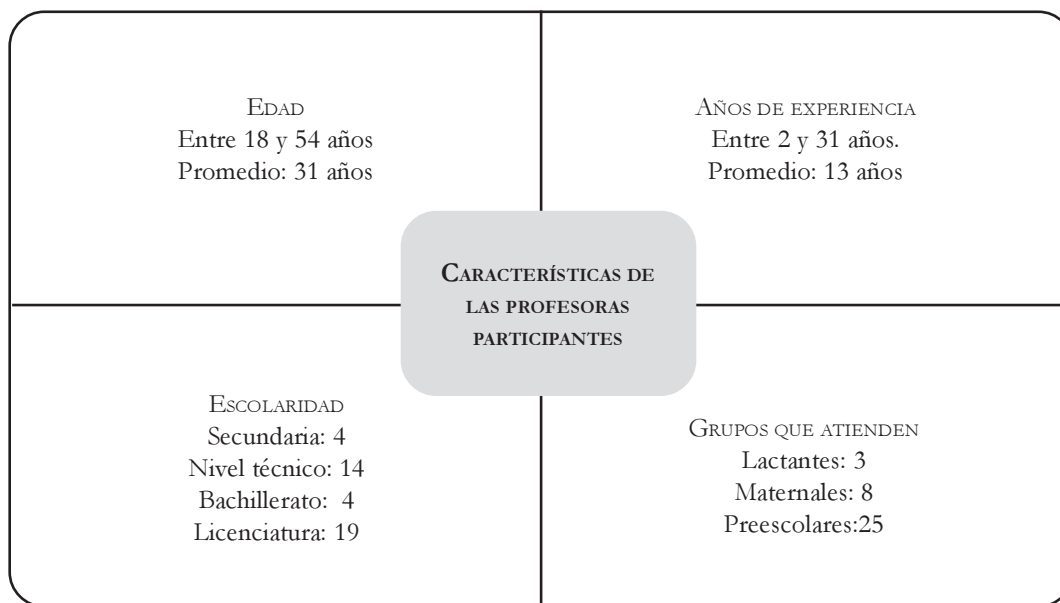 Edad
Entre 18 y 54 años
Promedio: 31 años
Años de experiencia
Entre 2 y 31 años.
Promedio: 13 años
Características de
las profesoras
participantes
Escolaridad
Secundaria: 4
Nivel técnico: 14
Bachillerato:  4
Licenciatura: 19
Grupos que atienden
Lactantes: 3
Maternales: 8
Preescolares:25